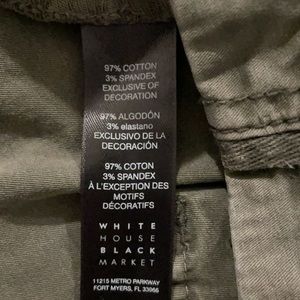 97% COTTON
3% SPANDEX
EXCLUSIVE OF
DECORATION
97% ALGODÓN
3% elastano
EXCLUSIVO DE LA
DECORACIÓN
97% COTON
3% SPANDEX
À L'EXCEPTION DES
MOTIFS
DÉCORATIFS
WHITE
HOUSE
BLACK
MARKET
11215 METRO PARKWAY
FORT MYERS, FL 33966